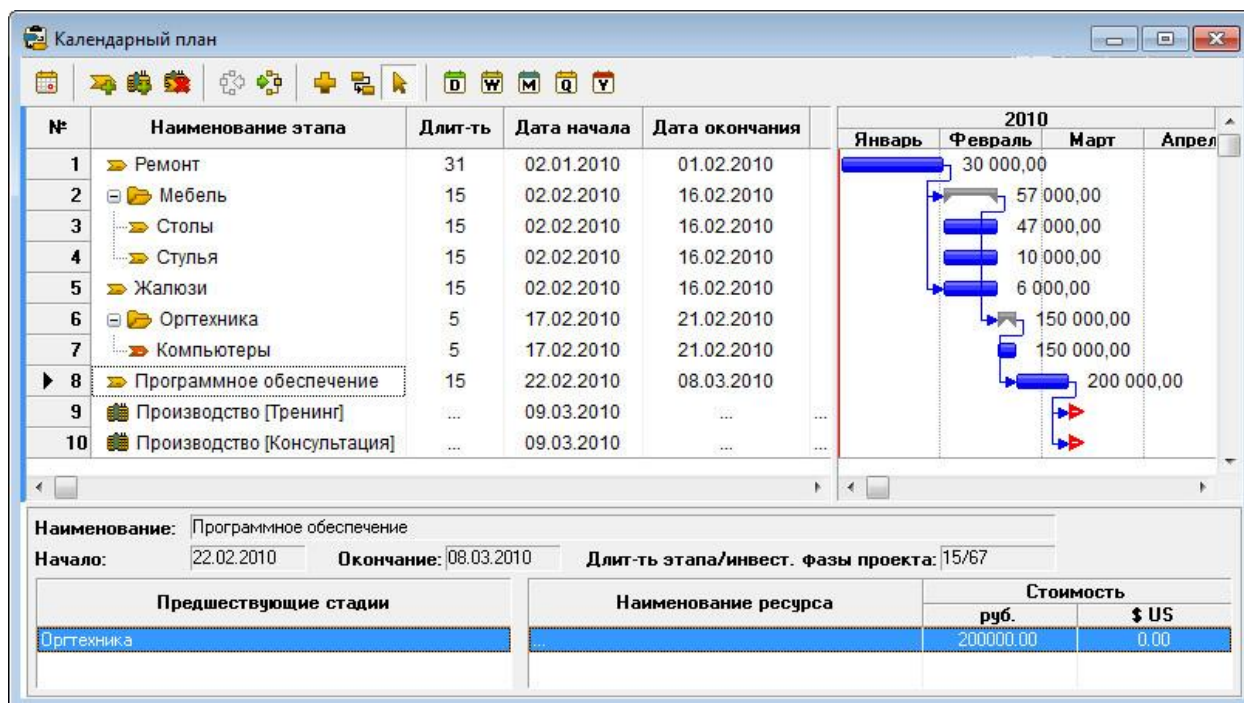 Календарный план
D W M Q Y
№ Наименование этапа Длит-ть Дата начала Дата окончания
2010
Январь Февраль Март Апрел
1 Ремонт 31 02.01.2010 01.02.2010 30 000,00
2 Мебель 15 02.02.2010 16.02.2010 57 000,00
3 Столы 15 02.02.2010 16.02.2010 47 000,00
4 Стулья 15 02.02.2010 16.02.2010 10 000,00
5 Жалюзи 15 02.02.2010 16.02.2010 6 000,00
6 Оргтехника 5 17.02.2010 21.02.2010 150 000,00
7 Компьютеры 5 17.02.2010 21.02.2010 150 000,00
8 Программное обеспечение 15 22.02.2010 08.03.2010 200 000,00
9 Производство [Тренинг] ... 09.03.2010 ... ...
10 Производство [Консультация] ... 09.03.2010 ... ...
Наименование: Программное обеспечение
Начало: 22.02.2010 Окончание: 08.03.2010 Длит-ть этапа/инвест. фазы проекта: 15/67
Предшествующие стадии Наименование ресурса Стоимость
руб. $ US
Оргтехника ... 200000.00 0.00